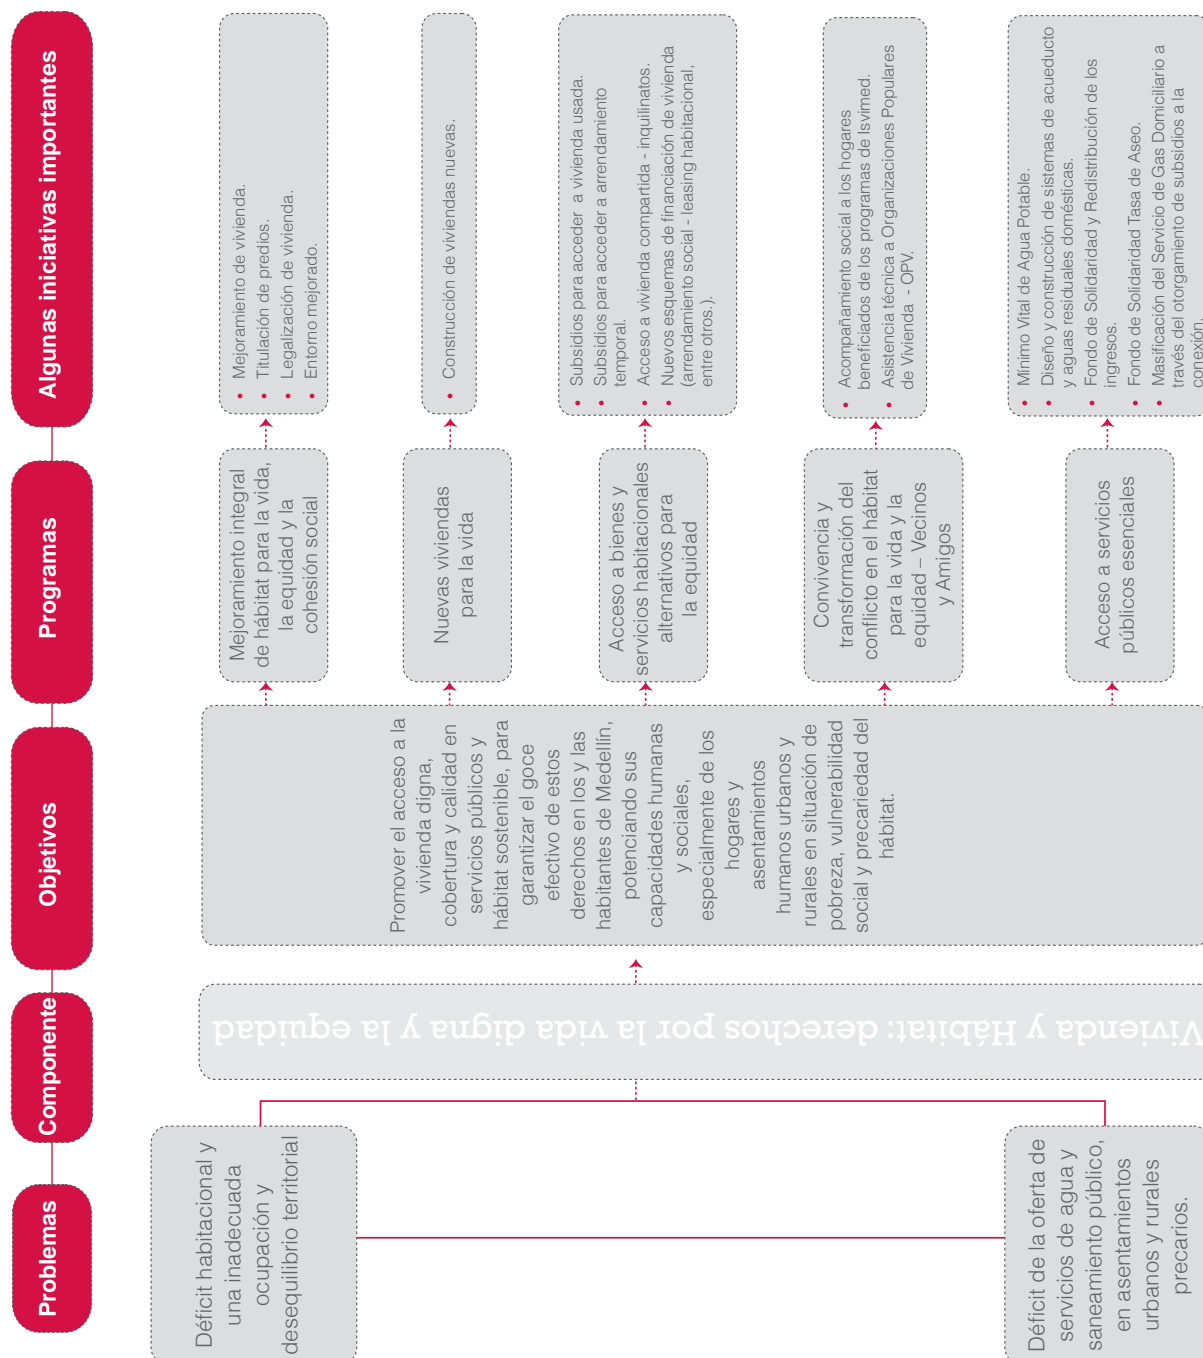 Problemas
Componente
Objetivos
Programas
Algunas iniciativas importantes
Déficit habitacional y
una inadecuada
ocupación y
desequilibrio territorial
Déficit de la oferta de
servicios de agua y
saneamiento público,
en asentamientos
urbanos y rurales
precarios.
Vivienda y Hábitat: derechos por la vida digna y la equidad
Promover el acceso a la
vivienda digna,
cobertura y calidad en
servicios públicos y
hábitat sostenible, para
garantizar el goce
efectivo de estos
derechos en los y las
habitantes de Medellín,
potenciando sus
capacidades humanas
y sociales,
especialmente de los
hogares y
asentamientos
humanos urbanos y
rurales en situación de
pobreza, vulnerabilidad
social y precariedad del
hábitat.
Mejoramiento integral
de hábitat para la vida,
la equidad y la
cohesión social
Nuevas viviendas
para la vida
Acceso a bienes y
servicios habitacionales
alternativos para
la equidad
Convivencia y
transformación del
conflicto en el hábitat
para la vida y la
equidad – Vecinos
y Amigos
Acceso a servicios
públicos esenciales
• Mejoramiento de vivienda.
• Titulación de predios.
• Legalización de vivienda.
• Entorno mejorado.
• Construcción de viviendas nuevas.
• Subsidios para acceder a vivienda usada.
• Subsidios para acceder a arrendamiento
temporal.
• Acceso a vivienda compartida - inquilinatos.
• Nuevos esquemas de financiación de vivienda
(arrendamiento social - leasing habitacional,
entre otros.).
• Acompañamiento social a los hogares
beneficiados de los programas de Isvimed.
• Asistencia técnica a Organizaciones Populares
de Vivienda - OPV.
• Mínimo Vital de Agua Potable.
• Diseño y construcción de sistemas de acueducto
y aguas residuales domésticas.
• Fondo de Solidaridad y Redistribución de los
ingresos.
• Fondo de Solidaridad Tasa de Aseo.
• Masificación del Servicio de Gas Domiciliario a
través del otorgamiento de subsidios a la
conexión.